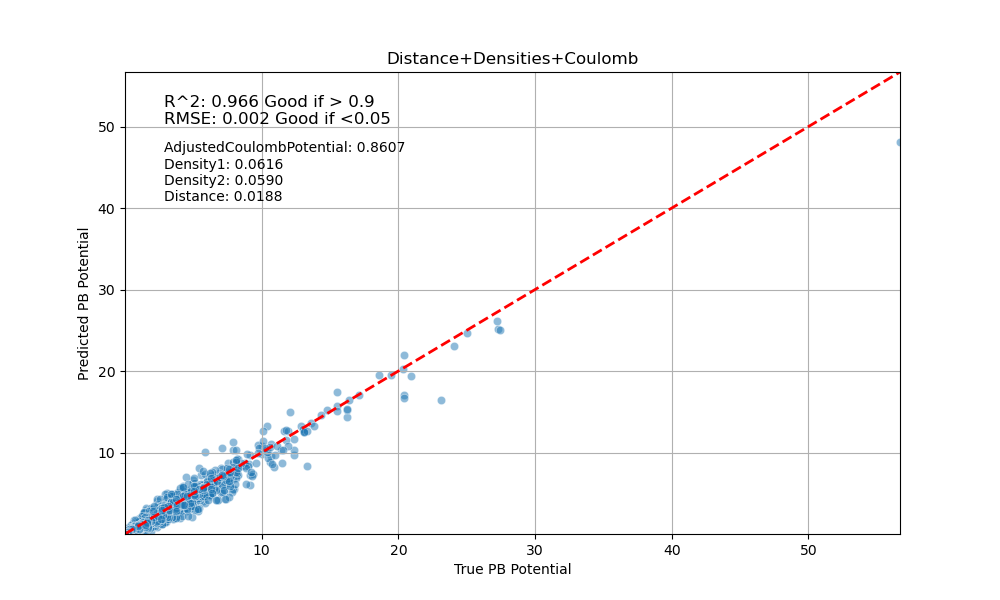 Distance+Densities+Coulomb
R^2: 0.966 Good if > 0.9
RMSE: 0.002 Good if <0.05
AdjustedCoulombPotential: 0.8607
Density1: 0.0616
Density2: 0.0590
Distance: 0.0188
50
40
30
20
10
Predicted PB Potential
10 20 30 40 50
True PB Potential